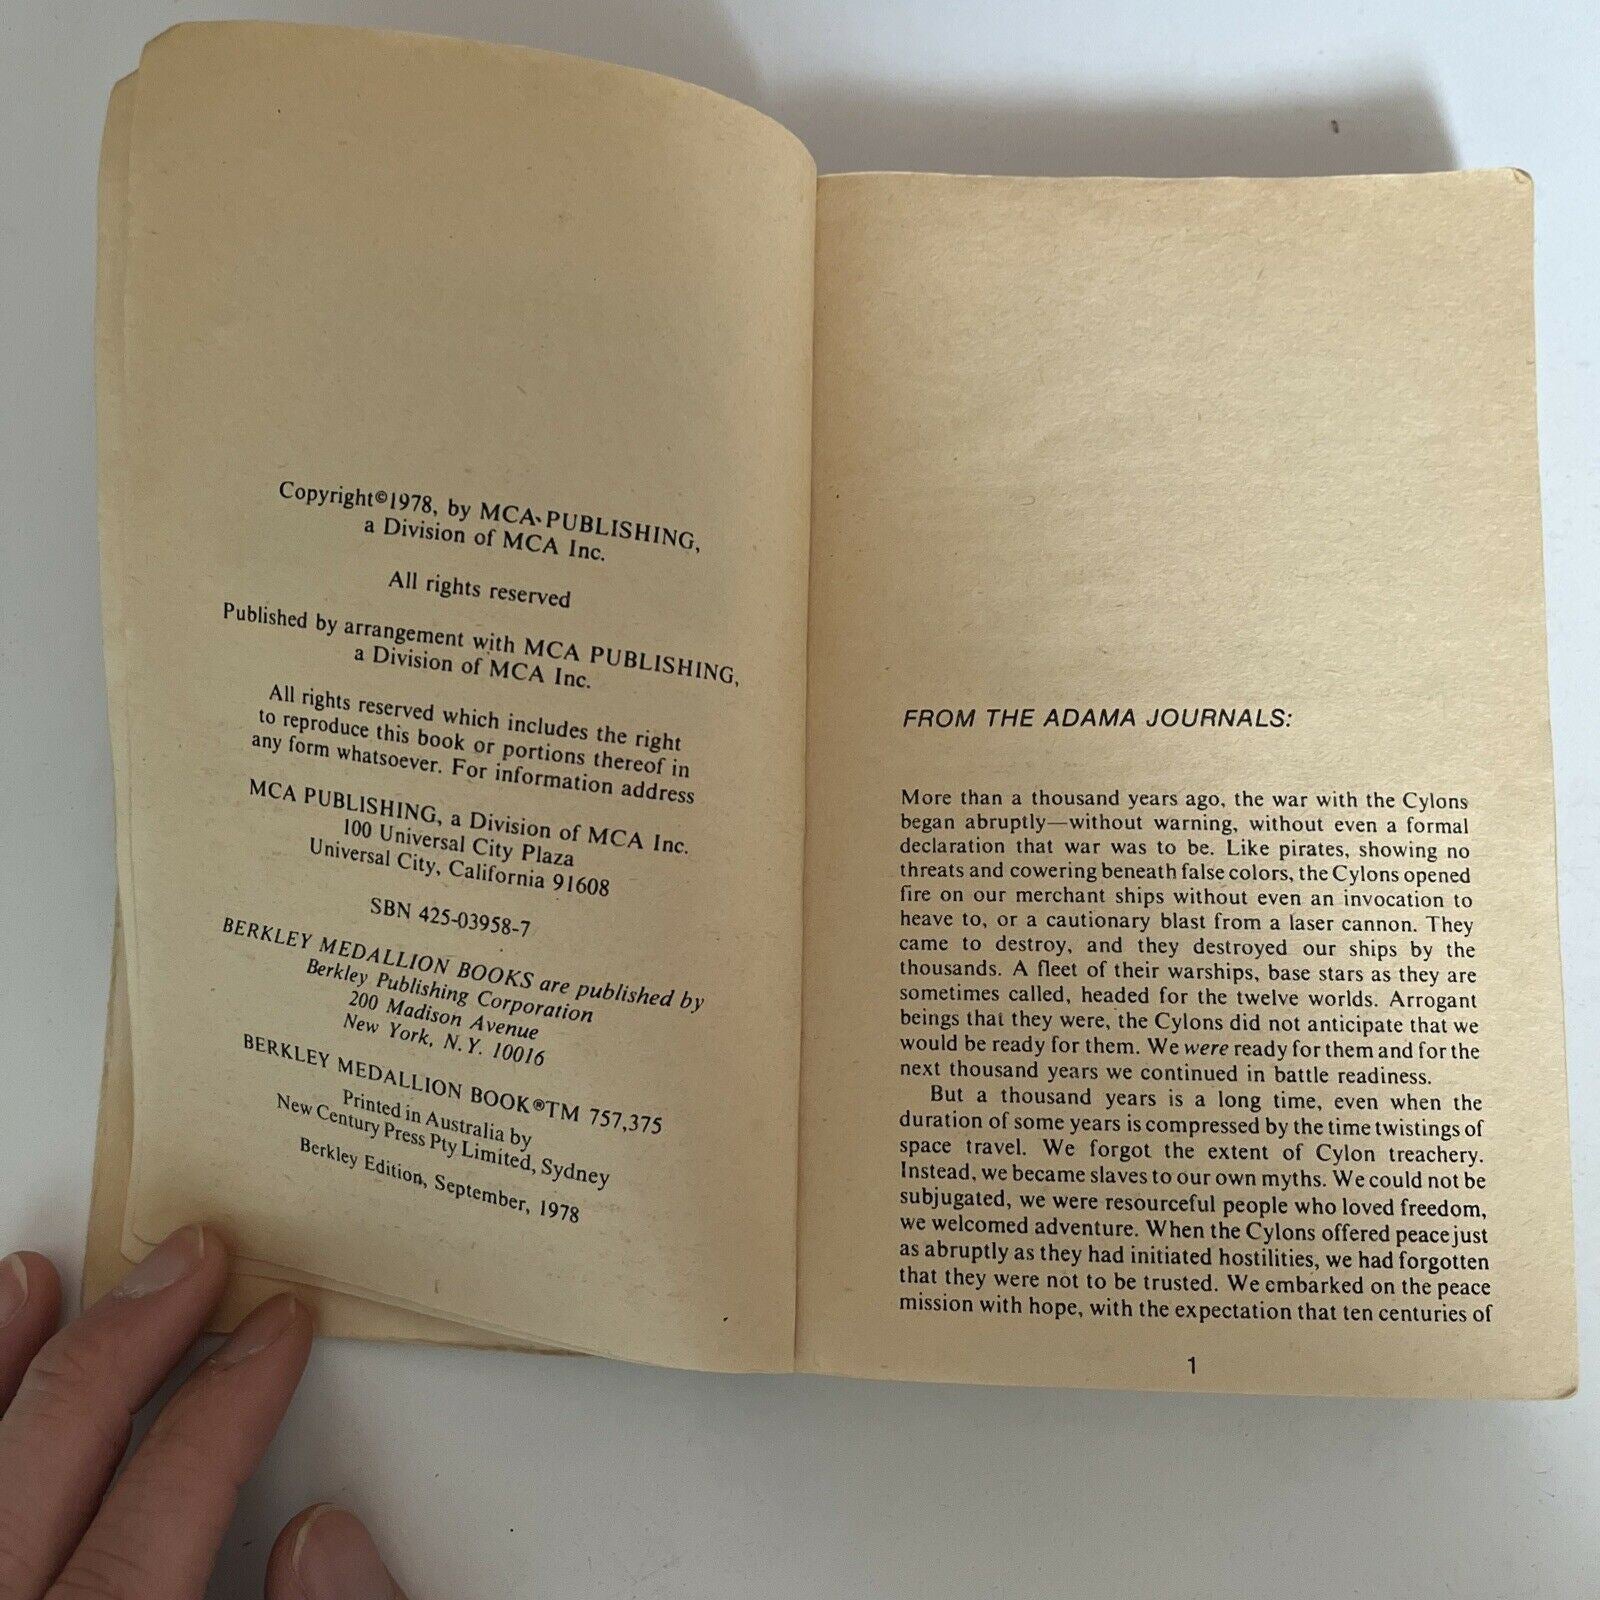 Copyright©1978, by MCA PUBLISHING,
a Division of MCA Inc.
All rights reserved
Published by arrangement with MCA PUBLISHING,
a Division of MCA Inc.
All rights reserved which includes the right
to reproduce this book or portions thereof in
any form whatsoever. For information address
MCA PUBLISHING, a Division of MCA Inc.
100 Universal City Plaza
Universal City, California 91608
SBN 425-03958-7
BERKLEY MEDALLION BOOKS are published by
Berkley Publishing Corporation
200 Madison Avenue
New York, N.Y. 10016
BERKLEY MEDALLION BOOK®TM 757,375
Printed in Australia by
New Century Press Pty Limited, Sydney
Berkley Edition, September, 1978
FROM THE ADAMA JOURNALS:
More than a thousand years ago, the war with the Cylons
began abruptly—without warning, without even a formal
declaration that war was to be. Like pirates, showing no
threats and cowering beneath false colors, the Cylons opened
fire on our merchant ships without even an invocation to
heave to, or a cautionary blast from a laser cannon. They
came to destroy, and they destroyed our ships by the
thousands. A fleet of their warships, base stars as they are
sometimes called, headed for the twelve worlds. Arrogant
beings that they were, the Cylons did not anticipate that we
would be ready for them. We were ready for them and for the
next thousand years we continued in battle readiness.
But a thousand years is a long time, even when the
duration of some years is compressed by the time twistings of
space travel. We forgot the extent of Cylon treachery.
Instead, we became slaves to our own myths. We could not be
subjugated, we were resourceful people who loved freedom,
we welcomed adventure. When the Cylons offered peace just
as abruptly as they had initiated hostilities, we had forgotten
that they were not to be trusted. We embarked on the peace
mission with hope, with the expectation that ten centuries of
1